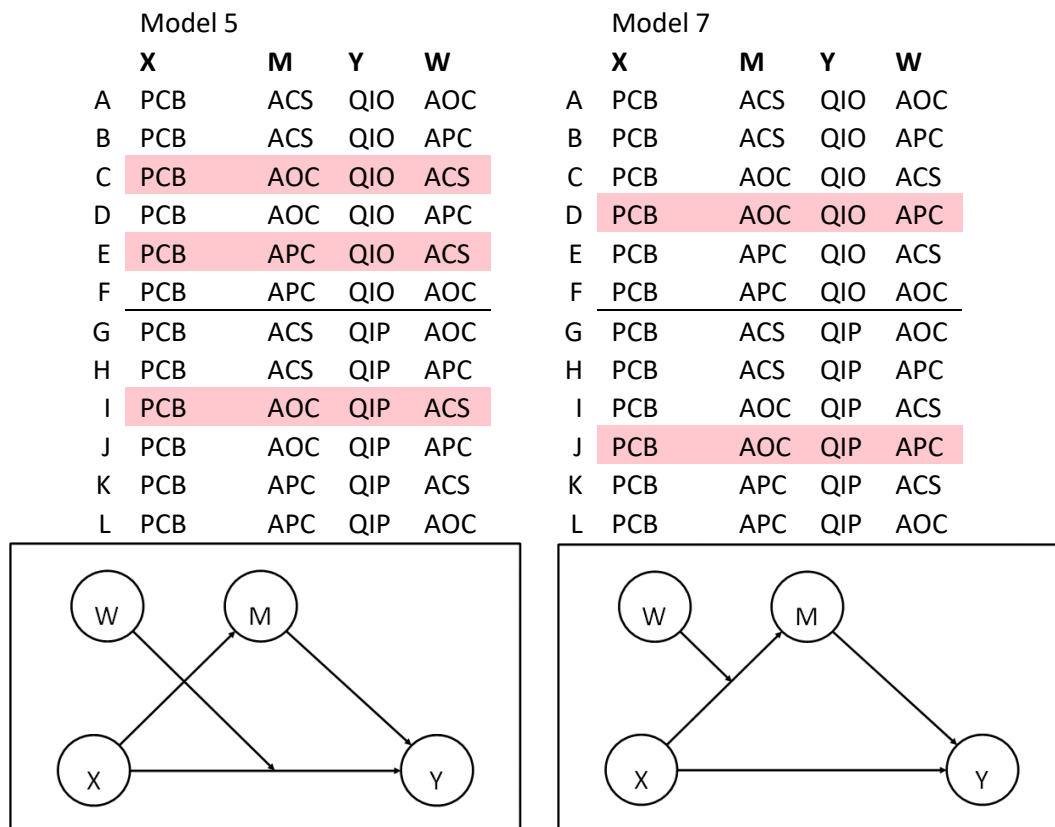 Model 5 Model 7
X M Y W X M Y W
A PCB ACS QIO AOC A PCB ACS QIO AOC
B PCB ACS QIO APC B PCB ACS QIO APC
C PCB AOC QIO ACS C PCB AOC QIO ACS
D PCB AOC QIO APC D PCB AOC QIO APC
E PCB APC QIO ACS E PCB APC QIO ACS
F PCB APC QIO AOC F PCB APC QIO AOC
G PCB ACS QIP AOC G PCB ACS QIP AOC
H PCB ACS QIP APC H PCB ACS QIP APC
I PCB AOC QIP ACS I PCB AOC QIP ACS
J PCB AOC QIP APC J PCB AOC QIP APC
K PCB APC QIP ACS K PCB APC QIP ACS
L PCB APC QIP AOC L PCB APC QIP AOC
W M W M
X Y X Y